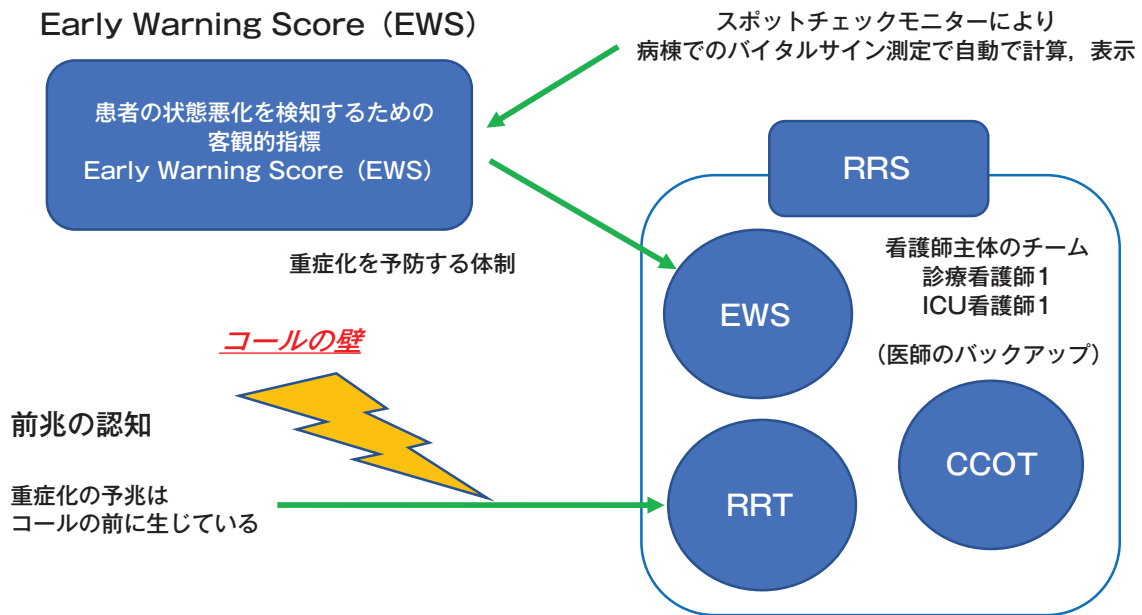 Early Warning Score（EWS）
スポットチェックモニターにより
病棟でのバイタルサイン測定で自動で計算，表示
患者の状態悪化を検知するための
客観的指標
Early Warning Score（EWS）
RRS
重症化を予防する体制
看護師主体のチーム
診療看護師1
ICU看護師1
EWS
（医師のバックアップ）
コールの壁
前兆の認知
CCOT
重症化の予兆は
コールの前に生じている
RRT